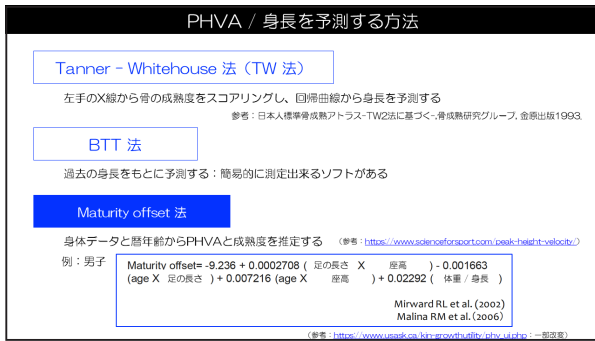 PHVA / 身長を予測する方法
Tanner - Whitehouse 法（TW 法）
左手のX線から骨の成熟度をスコアリングし、回帰曲線から身長を予測する
参考：日本人標準骨成熟アトラス-TW2法に基づく-,骨成熟研究グループ, 金原出版1993.
BTT 法
過去の身長をもとに予測する：簡易的に測定出来るソフトがある
Maturity offset 法
身体データと暦年齢からPHVAと成熟度を推定する （参考：https://www.scienceforsport.com/peak-height-velocity/）
例：男子
Maturity offset= -9.236 + 0.0002708 ( 足の長さ X 座高 ) - 0.001663
(age X 足の長さ ) + 0.007216 (age X 座高 ) + 0.02292 ( 体重 / 身長 )
Mirward RL et al. (2002)
Malina RM et al. (2006)
（参考：https://www.usask.ca/kin-growthutility/phv_ui.php：一部改変）